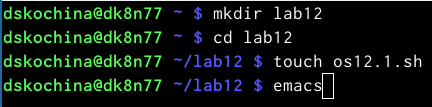 dskochina@dk8n77 ~ $ mkdir lab12
dskochina@dk8n77 ~ $ cd lab12
dskochina@dk8n77 ~/lab12 $ touch os12.1.sh
dskochina@dk8n77 ~/lab12 $ emacs